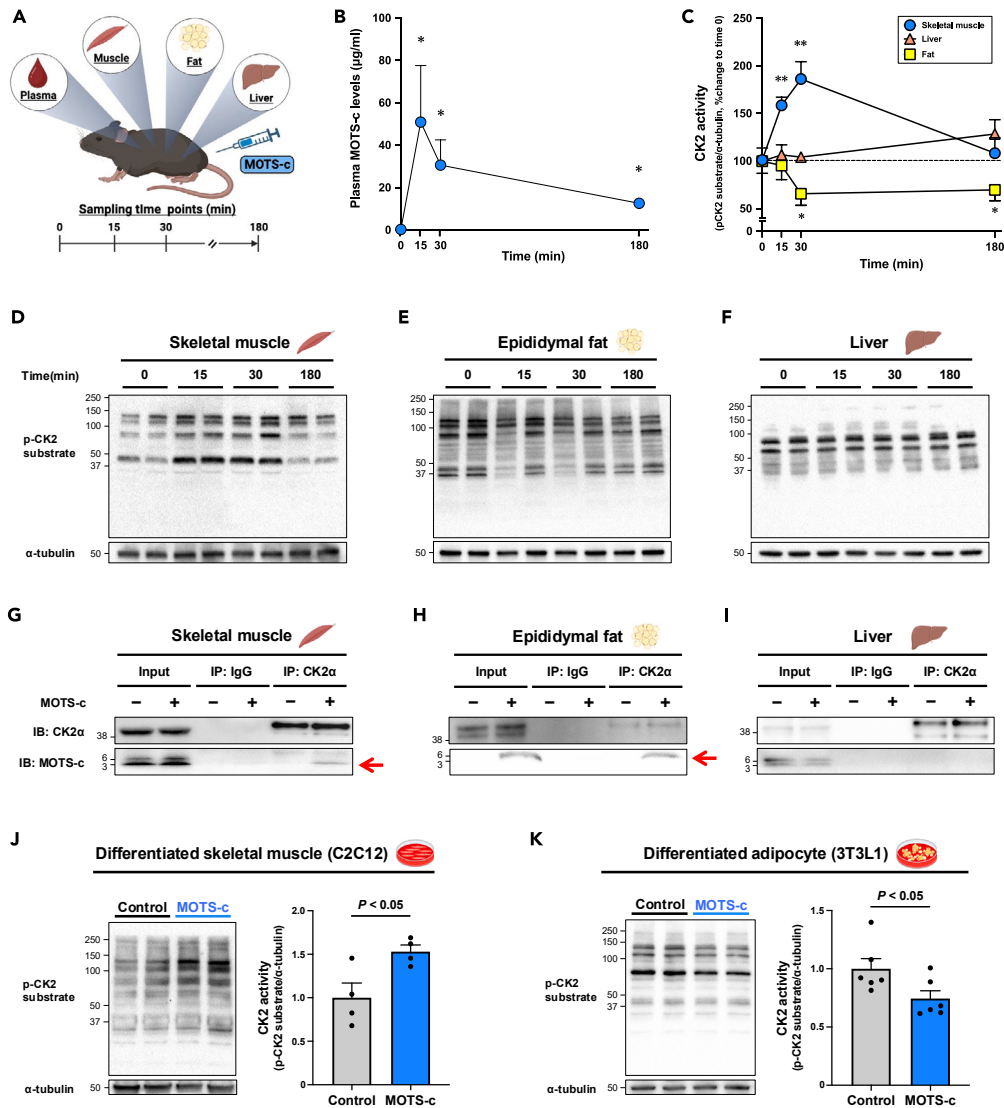 A
Plasma
Muscle
Fat
Liver
MOTS-c
Sampling time points (min)
0 15 30 180
B
Plasma MOTS-c levels (µg/ml)
100
80
60
40
20
0
* * *
0 15 30 180
Time (min)
C
CK2 activity
(pCK2 substrate/α-tubulin, %change to time 0)
250
200
150
100
50
0
Skeletal muscle
Liver
Fat
** **
* *
0 15 30 180
Time (min)
D
Skeletal muscle
Time(min) 0 15 30 180
p-CK2
substrate
250
150
100
50
37
α-tubulin 50
E
Epididymal fat
0 15 30 180
250
150
100
50
37
50
F
Liver
0 15 30 180
250
150
100
50
37
50
G
Skeletal muscle
Input IP: IgG IP: CK2α
MOTS-c − + − + − +
IB: CK2α 38
IB: MOTS-c 6
3
H
Epididymal fat
Input IP: IgG IP: CK2α
− + − + − +
38
6
3
I
Liver
Input IP: IgG IP: CK2α
− + − + − +
38
6
3
J
Differentiated skeletal muscle (C2C12)
Control MOTS-c
p-CK2
substrate
250
150
100
50
37
α-tubulin 50
CK2 activity
(p-CK2 substrate/α-tubulin)
2.0
1.5
1.0
0.5
0
P < 0.05
Control MOTS-c
K
Differentiated adipocyte (3T3L1)
Control MOTS-c
p-CK2
substrate
250
150
100
50
37
α-tubulin 50
CK2 activity
(p-CK2 substrate/α-tubulin)
1.5
1.0
0.5
0
P < 0.05
Control MOTS-c